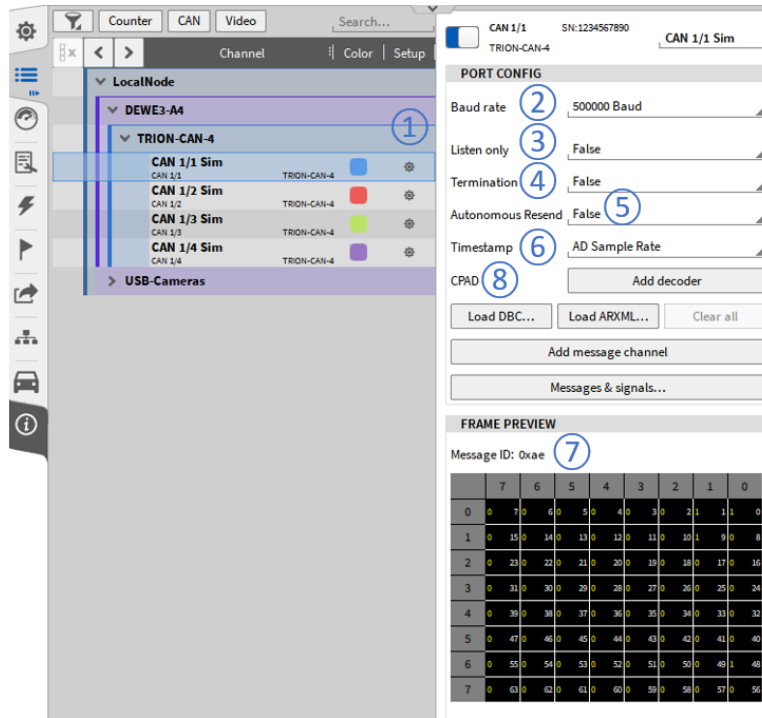 Counter CAN Video Search...
Channel Color Setup
LocalNode
DEWE3-A4
1
TRION-CAN-4
CAN 1/1 Sim
CAN 1/1 TRION-CAN-4
CAN 1/2 Sim
CAN 1/2 TRION-CAN-4
CAN 1/3 Sim
CAN 1/3 TRION-CAN-4
CAN 1/4 Sim
CAN 1/4 TRION-CAN-4
USB-Cameras
CAN 1/1 SN:1234567890
CAN 1/1 Sim
TRION-CAN-4
PORT CONFIG
Baud rate 2 500000 Baud
Listen only 3 False
Termination 4 False
Autonomous Resend False 5
Timestamp 6 AD Sample Rate
CPAD 8 Add decoder
Load DBC... Load ARXML... Clear all
Add message channel
Messages & signals...
FRAME PREVIEW
Message ID: 0xae 7
7 6 5 4 3 2 1 0
0 0 7 0 6 0 5 0 4 0 3 0 2 1 1 1 0
1 0 15 0 14 0 13 0 12 0 11 0 10 1 9 0 8
2 0 23 0 22 0 21 0 20 0 19 0 18 0 17 0 16
3 0 31 0 30 0 29 0 28 0 27 0 26 0 25 0 24
4 0 39 0 38 0 37 0 36 0 35 0 34 0 33 0 32
5 0 47 0 46 0 45 0 44 0 43 0 42 0 41 0 40
6 0 55 0 54 0 53 0 52 0 51 0 50 0 49 1 48
7 0 63 0 62 0 61 0 60 0 59 0 58 0 57 0 56